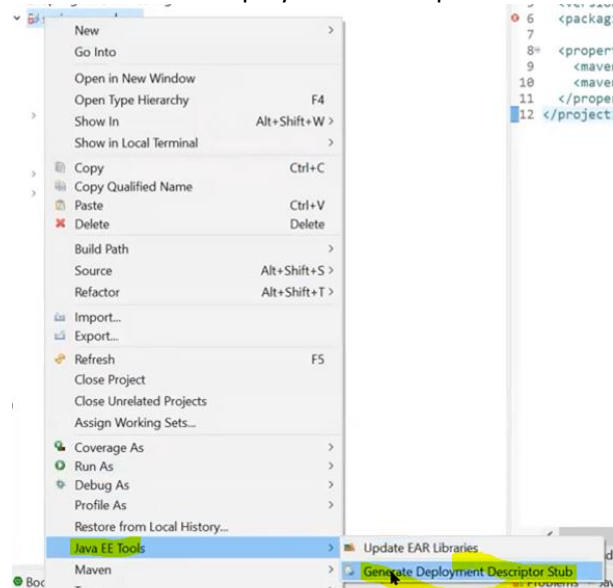 New
Go Into
Open in New Window
Open Type Hierarchy F4
Show In Alt+Shift+W >
Show in Local Terminal
Copy Ctrl+C
Copy Qualified Name
Paste Ctrl+V
Delete Delete
Build Path
Source Alt+Shift+S >
Refactor Alt+Shift+T >
Import...
Export...
Refresh F5
Close Project
Close Unrelated Projects
Assign Working Sets...
Coverage As
Run As
Debug As
Profile As
Restore from Local History...
Java EE Tools
Maven
Update EAR Libraries
Generate Deployment Descriptor Stub
6 <packag
7
8 <proper
9 <maver
10 <maver
11 </prope
12 </project